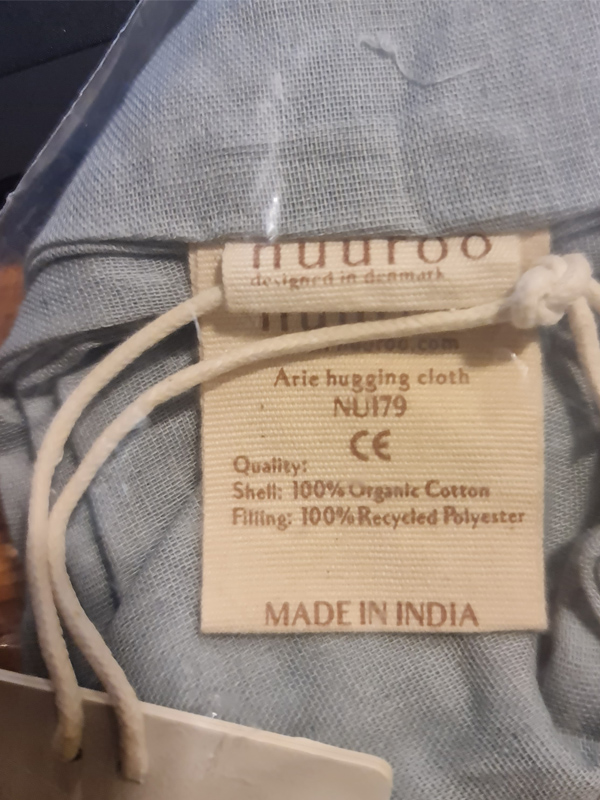 nuuroo
designed in denmark
Arie hugging cloth
NU179
CE
Quality:
Shell: 100% Organic Cotton
Filling: 100% Recycled Polyester
MADE IN INDIA